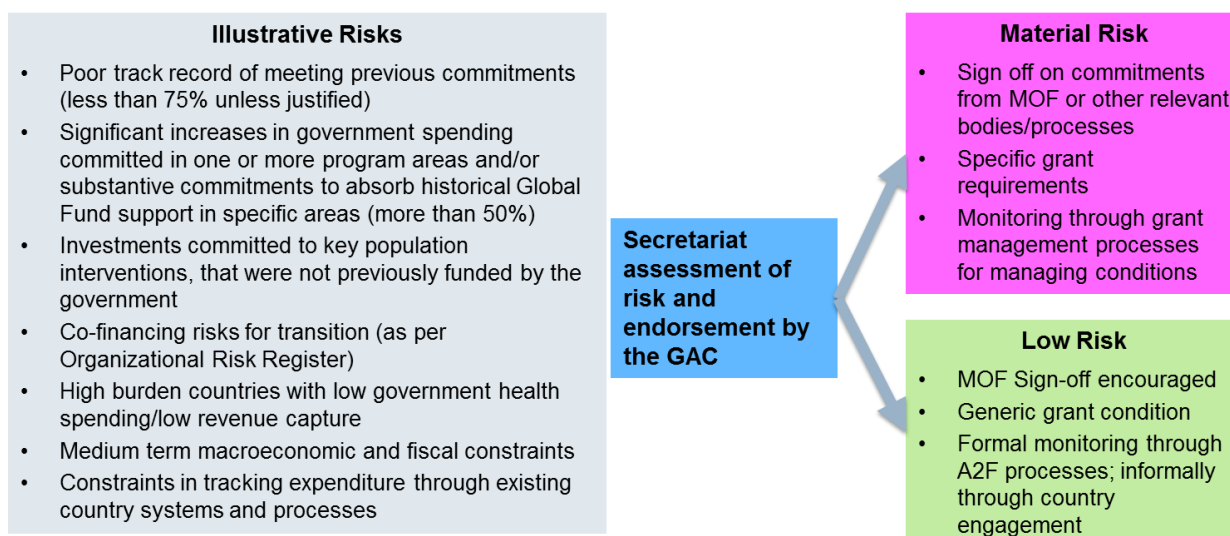 Illustrative Risks
• Poor track record of meeting previous commitments
(less than 75% unless justified)
• Significant increases in government spending
committed in one or more program areas and/or
substantive commitments to absorb historical Global
Fund support in specific areas (more than 50%)
• Investments committed to key population
interventions, that were not previously funded by the
government
• Co-financing risks for transition (as per
Organizational Risk Register)
• High burden countries with low government health
spending/low revenue capture
• Medium term macroeconomic and fiscal constraints
• Constraints in tracking expenditure through existing
country systems and processes
Secretariat
assessment of
risk and
endorsement by
the GAC
Material Risk
• Sign off on commitments
from MOF or other relevant
bodies/processes
• Specific grant
requirements
• Monitoring through grant
management processes
for managing conditions
Low Risk
• MOF Sign-off encouraged
• Generic grant condition
• Formal monitoring through
A2F processes; informally
through country
engagement